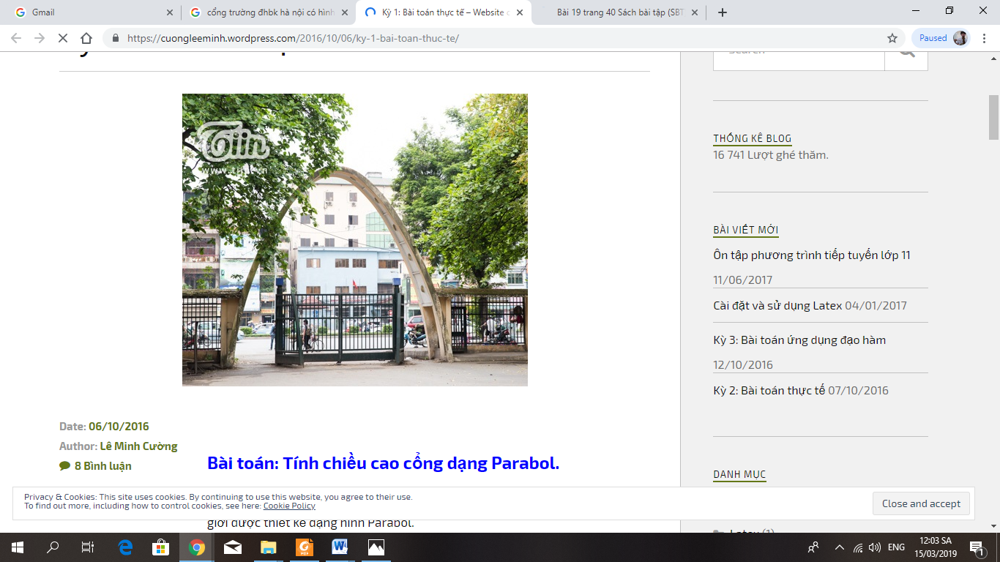 Gmail
cổng trường đhbk hà nội có hình
Kỳ 1: Bài toán thực tế – Website c
Bài 19 trang 40 Sách bài tập (SBT
https://cuongleeminh.wordpress.com/2016/10/06/ky-1-bai-toan-thuc-te/
Paused
Search
Tiin
www.tiin.vn
THỐNG KÊ BLOG
16 741 Lượt ghé thăm.
BÀI VIẾT MỚI
Ôn tập phương trình tiếp tuyến lớp 11
11/06/2017
Cài đặt và sử dụng Latex 04/01/2017
Kỳ 3: Bài toán ứng dụng đạo hàm
12/10/2016
Kỳ 2: Bài toán thực tế 07/10/2016
DANH MỤC
Latex (1)
Date: 06/10/2016
Author: Lê Minh Cường
8 Bình luận
Bài toán: Tính chiều cao cổng dạng Parabol.
giới được thiết kế dạng hình Parabol.
Privacy & Cookies: This site uses cookies. By continuing to use this website, you agree to their use.
To find out more, including how to control cookies, see here: Cookie Policy
Close and accept
ENG
12:03 SA
15/03/2019
1